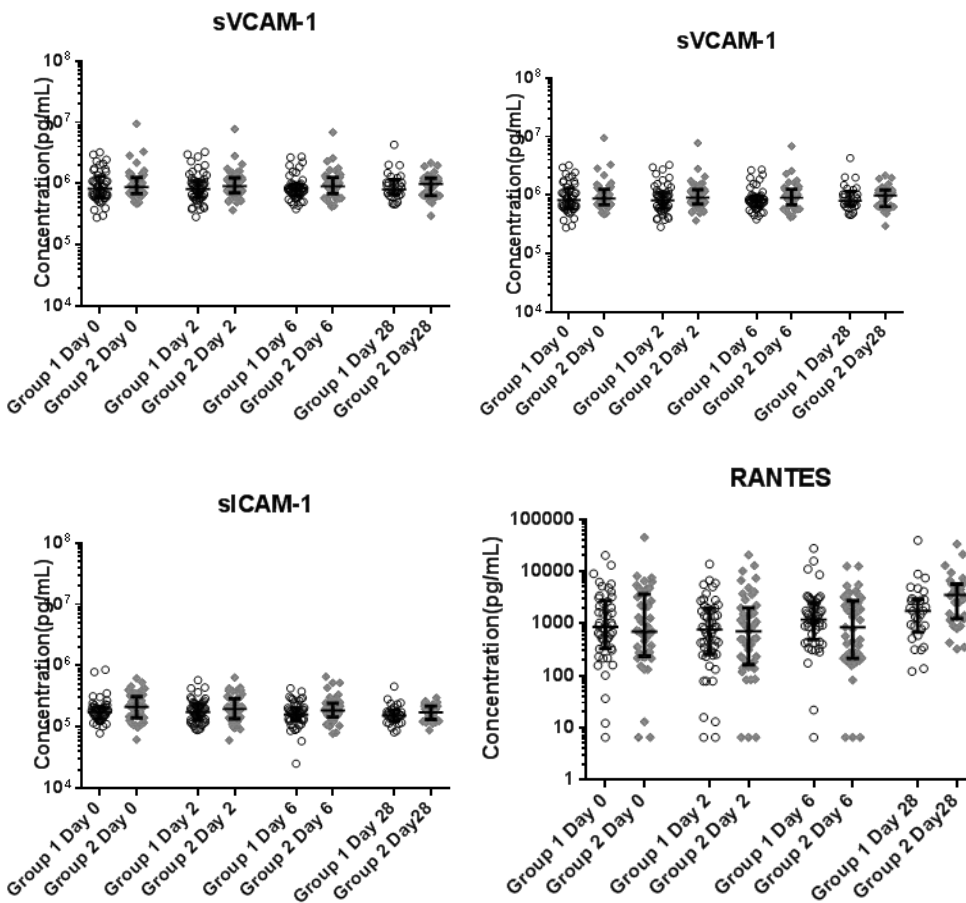 sVCAM-1
Concentration(pg/mL)
10⁸
10⁷
10⁶
10⁵
10⁴
Group 1 Day 0
Group 2 Day 0
Group 1 Day 2
Group 2 Day 2
Group 1 Day 6
Group 2 Day 6
Group 1 Day 28
Group 2 Day28
sVCAM-1
Concentration(pg/mL)
10⁸
10⁷
10⁶
10⁵
10⁴
Group 1 Day 0
Group 2 Day 0
Group 1 Day 2
Group 2 Day 2
Group 1 Day 6
Group 2 Day 6
Group 1 Day 28
Group 2 Day28
sICAM-1
Concentration(pg/mL)
10⁸
10⁷
10⁶
10⁵
10⁴
Group 1 Day 0
Group 2 Day 0
Group 1 Day 2
Group 2 Day 2
Group 1 Day 6
Group 2 Day 6
Group 1 Day 28
Group 2 Day28
RANTES
Concentration(pg/mL)
100000
10000
1000
100
10
1
Group 1 Day 0
Group 2 Day 0
Group 1 Day 2
Group 2 Day 2
Group 1 Day 6
Group 2 Day 6
Group 1 Day 28
Group 2 Day28